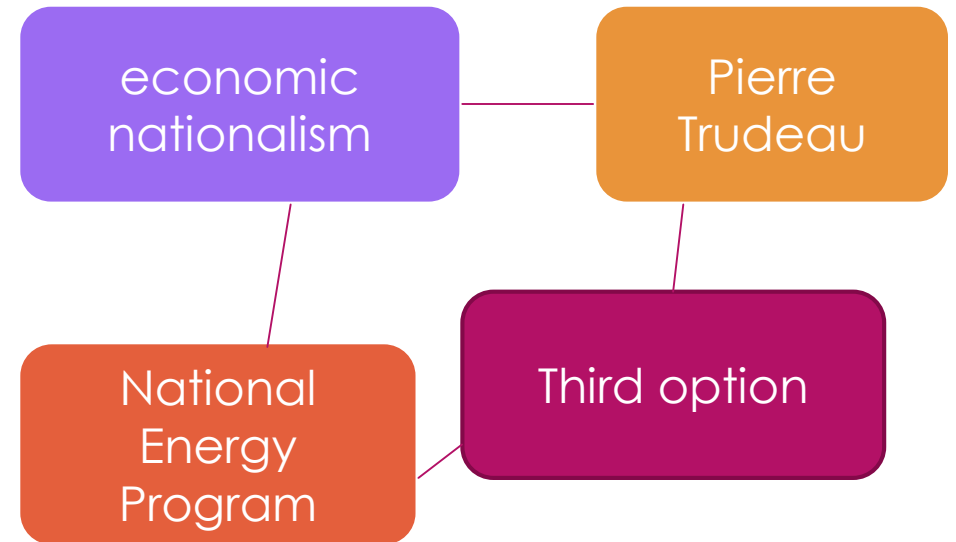 economic
nationalism
Pierre
Trudeau
Third option
National
Energy
Program